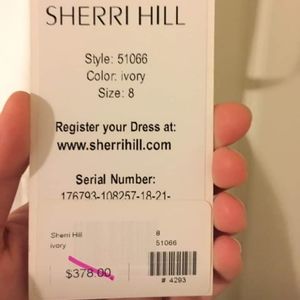 SHERRI HILL
Style: 51066
Color: ivory
Size: 8
Register your Dress at:
www.sherrihill.com
Serial Number:
176793-108257-18-21-
Sherri Hill
8
ivory
51066
$378.00
# 4293